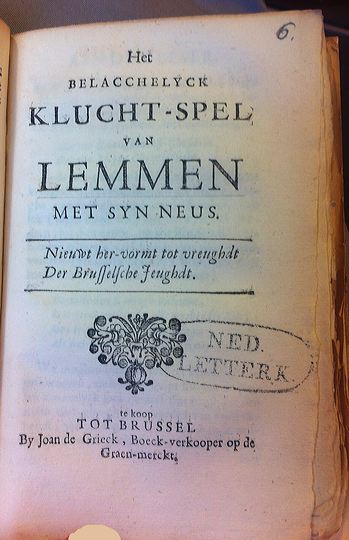 6.
Het
BELACCHELYCK
KLUCHT-SPEL
VAN
LEMMEN
MET SYN NEUS.
Nieuwt her-vormt tot vreughdt
Der Brusselsche Jeughdt.
NED.
LETTERK.
te koop
TOT BRUSSEL
By Joan de Grieck, Boeck-verkooper op de
Graen-merckt.